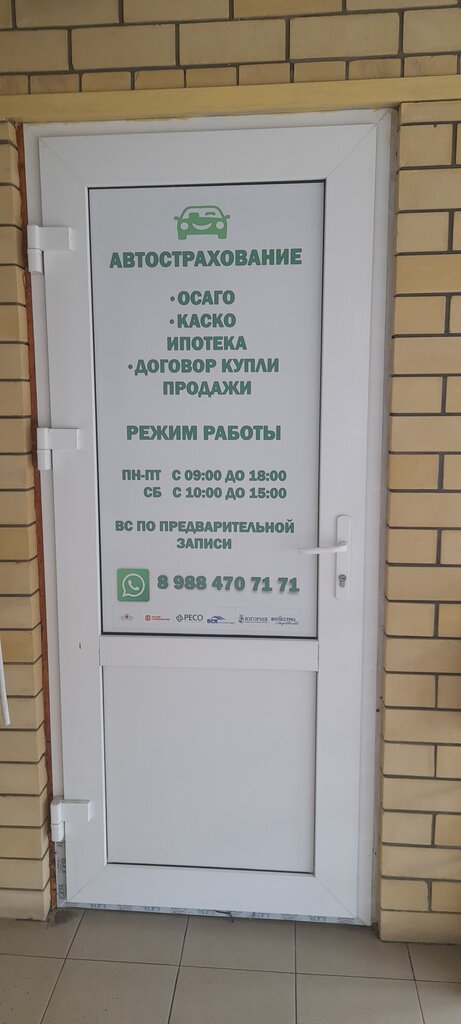 АВТОСТРАХОВАНИЕ
·ОСАГО
·КАСКО
ИПОТЕКА
·ДОГОВОР КУПЛИ
ПРОДАЖИ
РЕЖИМ РАБОТЫ
ПН-ПТ С 09:00 ДО 18:00
СБ С 10:00 ДО 15:00
ВС ПО ПРЕДВАРИТЕЛЬНОЙ
ЗАПИСИ
8 988 470 71 71
РЕСО ВСК ЮГОРИЯ